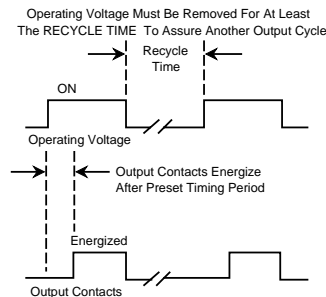 Operating Voltage Must Be Removed For At Least
The RECYCLE TIME To Assure Another Output Cycle
Recycle
Time
ON
Operating Voltage
Output Contacts Energize
After Preset Timing Period
Energized
Output Contacts